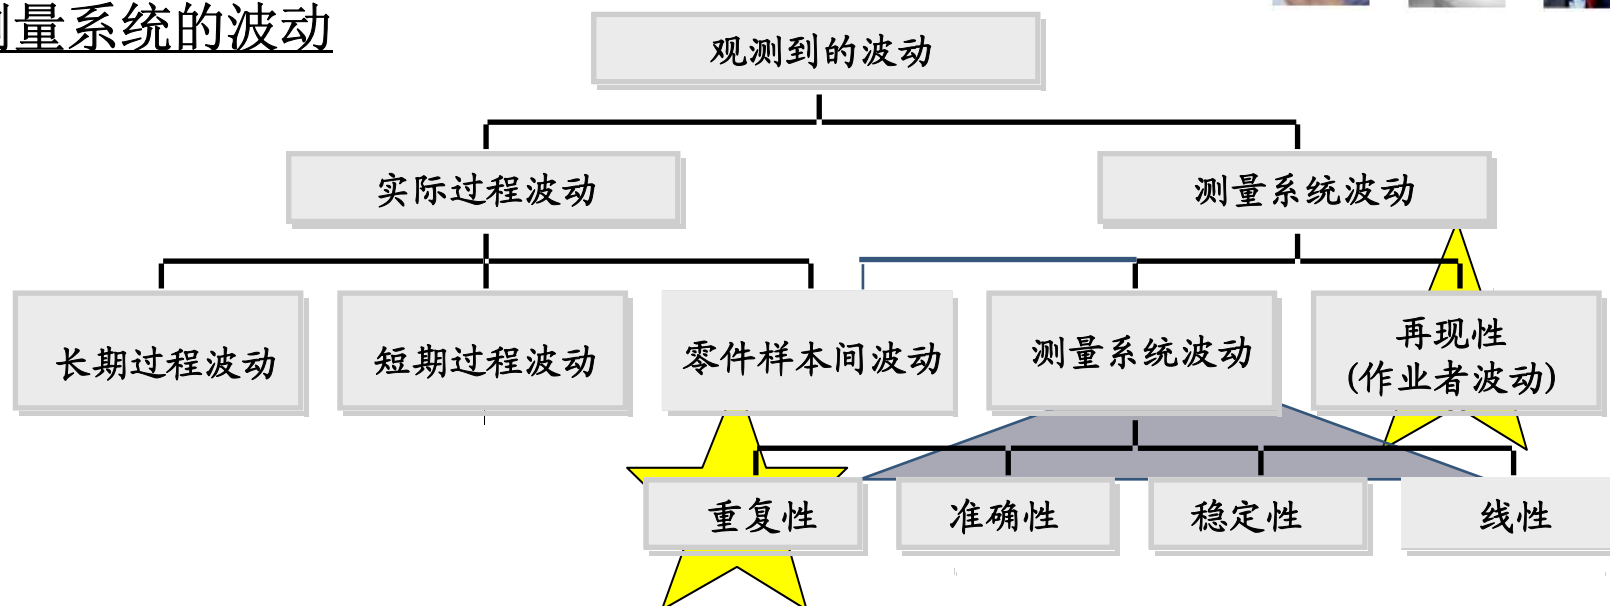 测量系统的波动
观测到的波动
实际过程波动
测量系统波动
长期过程波动
短期过程波动
零件样本间波动
测量系统波动
再现性
(作业者波动)
重复性
准确性
稳定性
线性